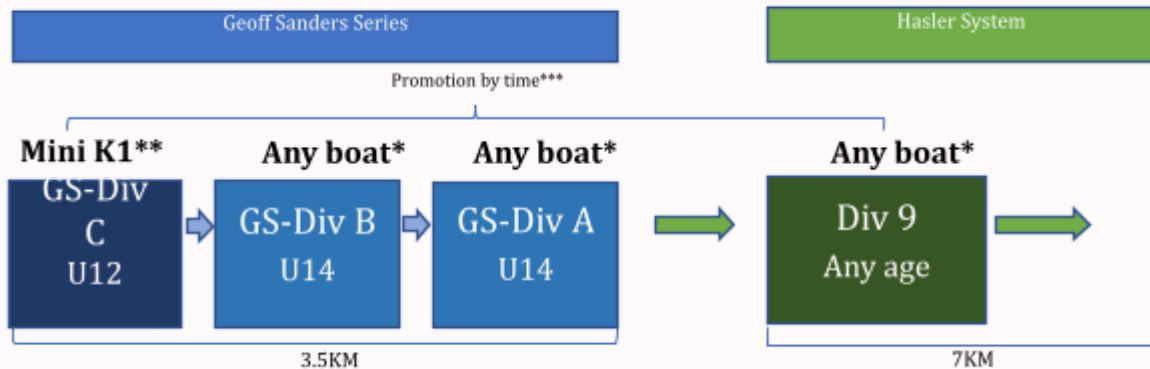 Geoff Sanders Series
Hasler System
Promotion by time***
Mini K1**
Any boat*
Any boat*
Any boat*
GS-Div
C
U12
GS-Div B
U14
GS-Div A
U14
Div 9
Any age
3.5KM
7KM